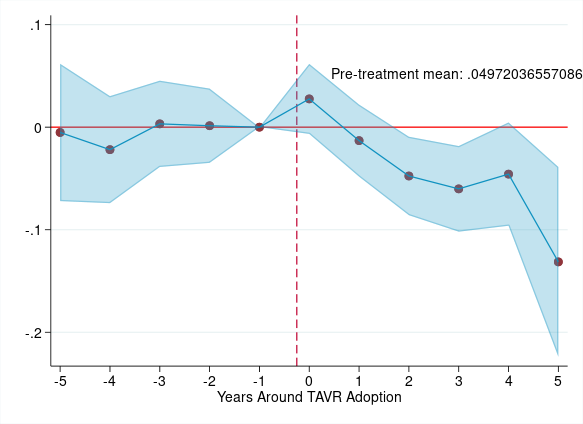 .1
Pre-treatment mean: .04972036557086
0
-.1
-.2
-5 -4 -3 -2 -1 0 1 2 3 4 5
Years Around TAVR Adoption